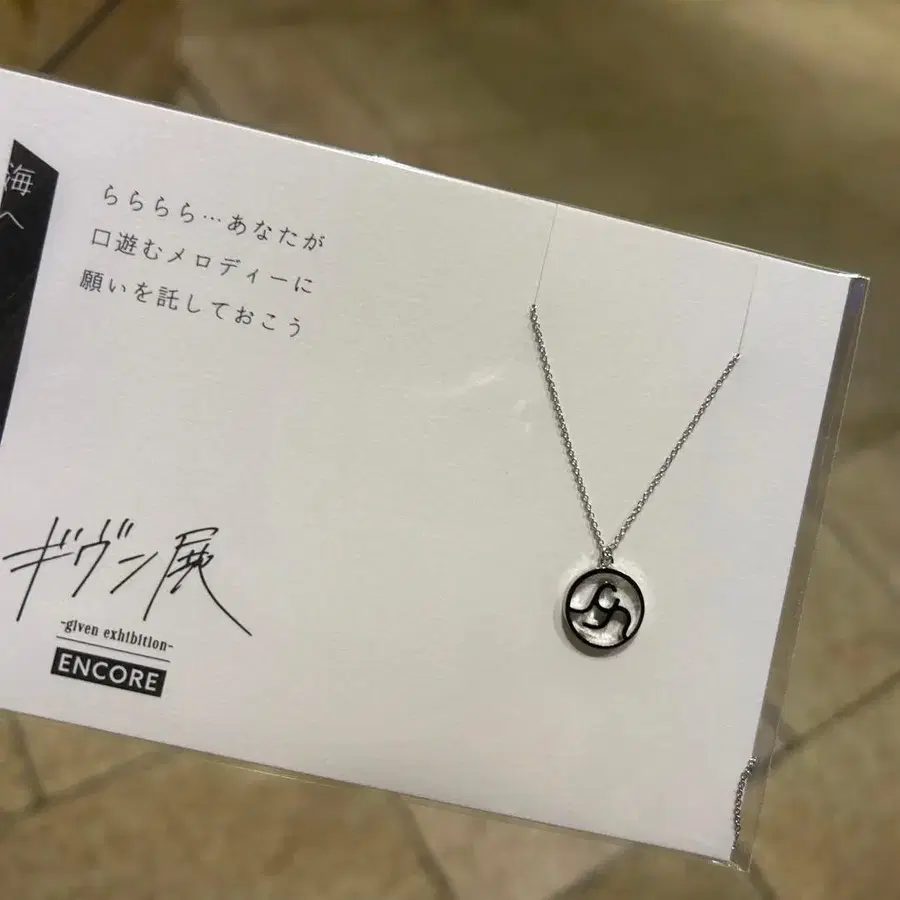 海
へ
らららら…あなたが
口遊むメロディーに
願いを託しておこう
ギヴン展
-given exhibition-
ENCORE